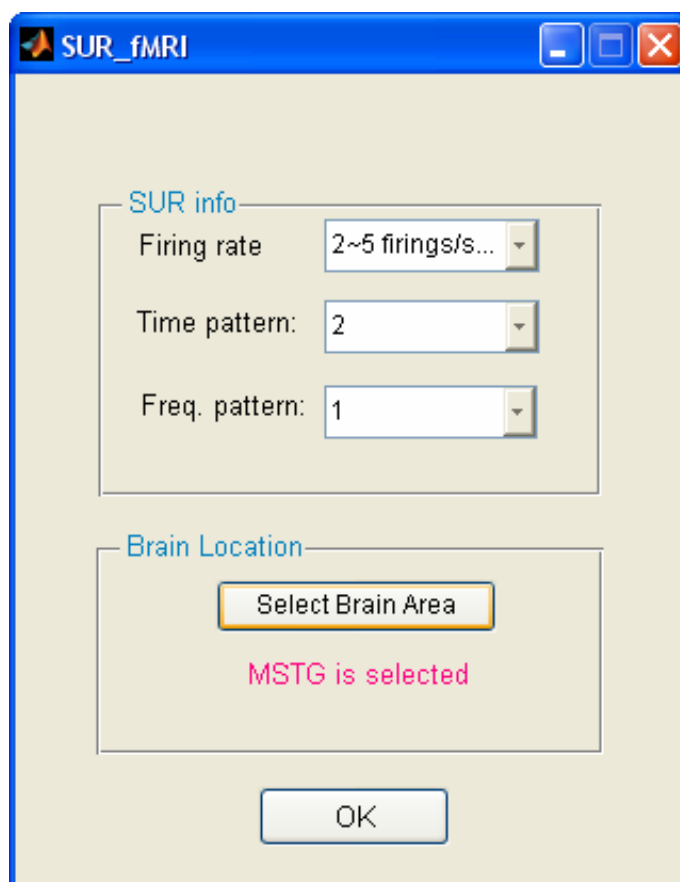 SUR_fMRI
SUR info
Firing rate 2~5 firings/s...
Time pattern: 2
Freq. pattern: 1
Brain Location
Select Brain Area
MSTG is selected
OK